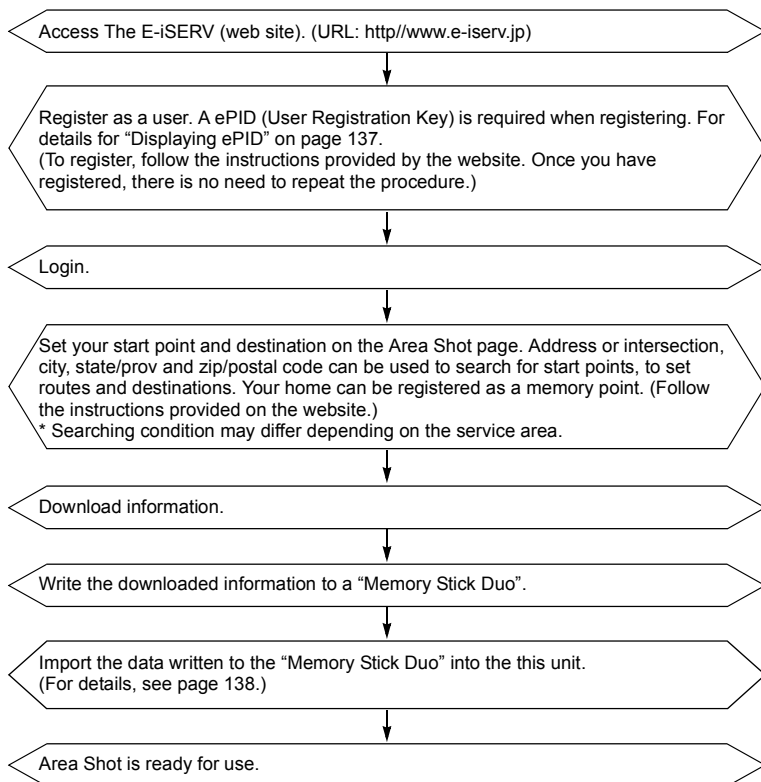 Access The E-iSERV (web site). (URL: http//www.e-iserv.jp)
Register as a user. A ePID (User Registration Key) is required when registering. For
details for “Displaying ePID” on page 137.
(To register, follow the instructions provided by the website. Once you have
registered, there is no need to repeat the procedure.)
Login.
Set your start point and destination on the Area Shot page. Address or intersection,
city, state/prov and zip/postal code can be used to search for start points, to set
routes and destinations. Your home can be registered as a memory point. (Follow
the instructions provided on the website.)
* Searching condition may differ depending on the service area.
Download information.
Write the downloaded information to a “Memory Stick Duo”.
Import the data written to the “Memory Stick Duo” into the this unit.
(For details, see page 138.)
Area Shot is ready for use.